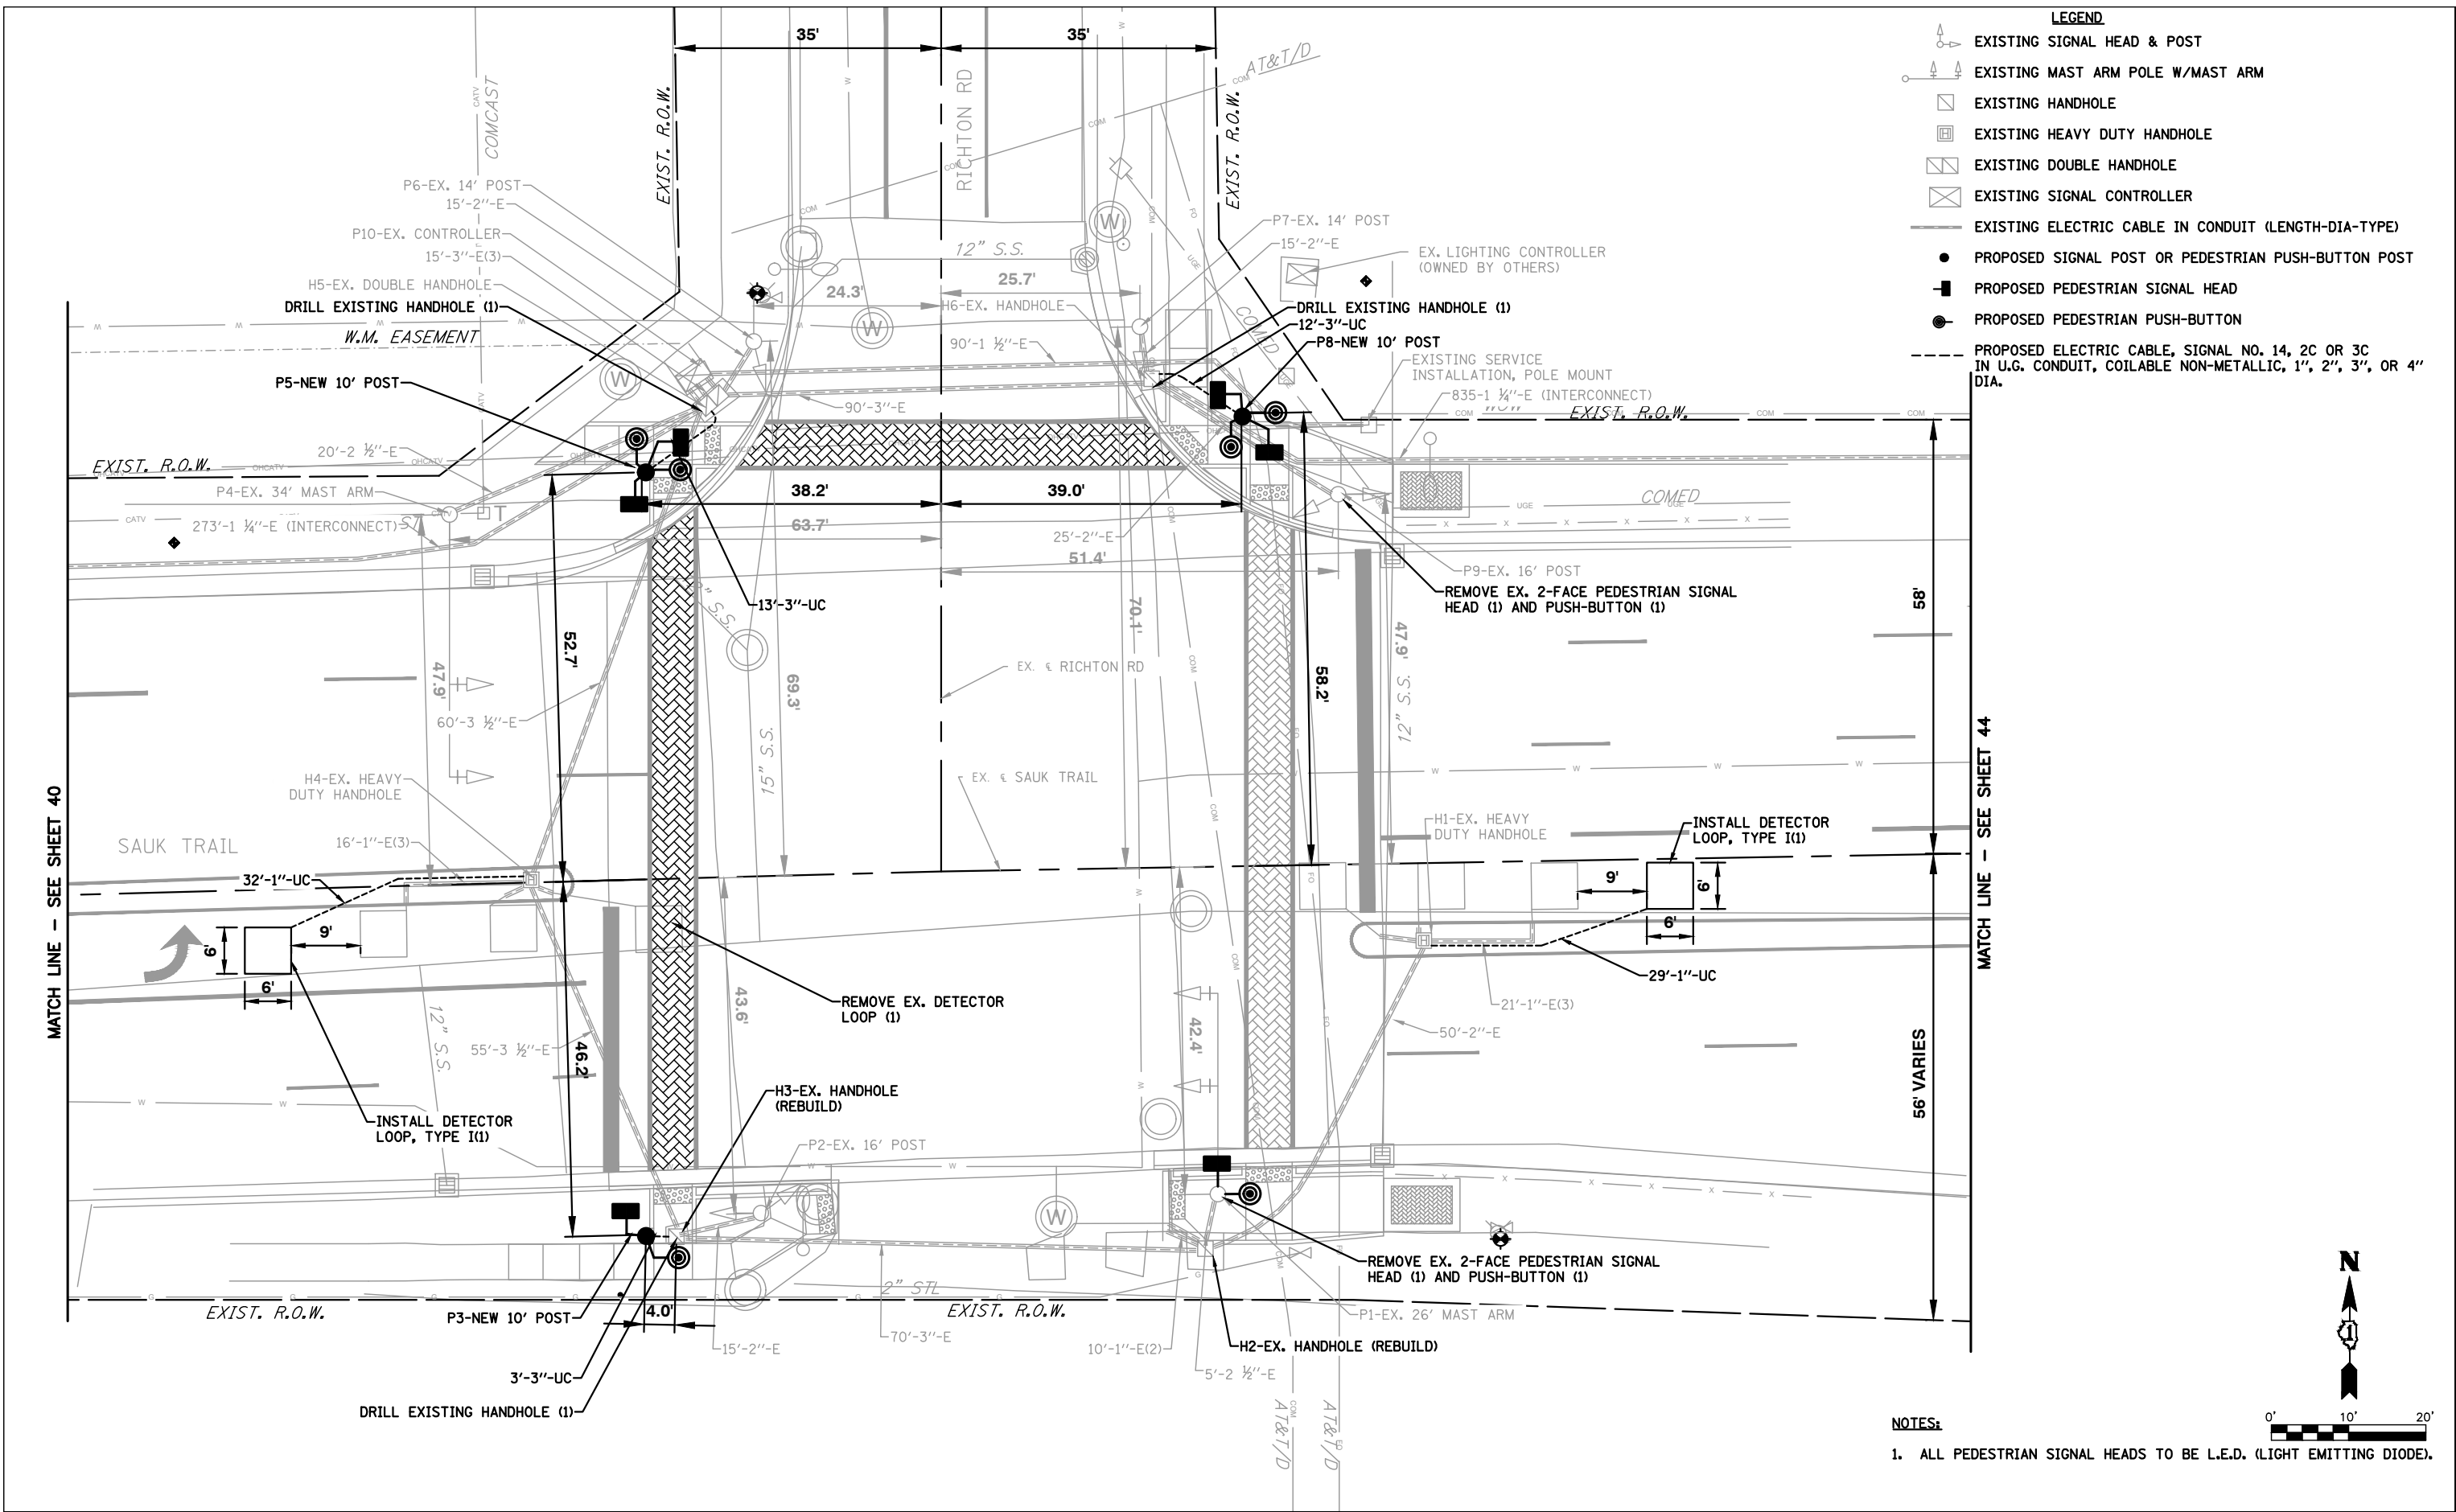 LEGEND
EXISTING SIGNAL HEAD & POST
EXISTING MAST ARM POLE W/MAST ARM
EXISTING HANDHOLE
EXISTING HEAVY DUTY HANDHOLE
EXISTING DOUBLE HANDHOLE
EXISTING SIGNAL CONTROLLER
EXISTING ELECTRIC CABLE IN CONDUIT (LENGTH-DIA-TYPE)
PROPOSED SIGNAL POST OR PEDESTRIAN PUSH-BUTTON POST
PROPOSED PEDESTRIAN SIGNAL HEAD
PROPOSED PEDESTRIAN PUSH-BUTTON
PROPOSED ELECTRIC CABLE, SIGNAL NO. 14, 2C OR 3C
IN U.G. CONDUIT, COILABLE NON-METALLIC, 1", 2", 3", OR 4"
DIA.
35'
35'
COMCAST
CATV
EXIST. R.O.W.
RICHTON RD
AT&T/D
EXIST. R.O.W.
P6-EX. 14' POST
15'-2"-E
P10-EX. CONTROLLER
15'-3"-E(3)
H5-EX. DOUBLE HANDHOLE
DRILL EXISTING HANDHOLE (1)
W.M. EASEMENT
P5-NEW 10' POST
20'-2 ½"-E
EXIST. R.O.W.
OHCATV
OHCATV
P4-EX. 34' MAST ARM
CATV
273'-1 ¼"-E (INTERCONNECT)
12" S.S.
24.3'
25.7'
H6-EX. HANDHOLE
90'-1 ½"-E
90'-3"-E
P7-EX. 14' POST
15'-2"-E
EX. LIGHTING CONTROLLER
(OWNED BY OTHERS)
DRILL EXISTING HANDHOLE (1)
12'-3"-UC
P8-NEW 10' POST
COMED
UGE
EXISTING SERVICE
INSTALLATION, POLE MOUNT
835-1 ¼"-E (INTERCONNECT)
EXIST. R.O.W.
COMED
UGE
38.2'
39.0'
63.7'
25'-2"-E
51.4'
P9-EX. 16' POST
REMOVE EX. 2-FACE PEDESTRIAN SIGNAL
HEAD (1) AND PUSH-BUTTON (1)
13'-3"-UC
52.7'
47.9'
69.3'
70.1'
58.2'
47.9'
58'
60'-3 ½"-E
15" S.S.
12" S.S.
EX. ℄ RICHTON RD
EX. ℄ SAUK TRAIL
H4-EX. HEAVY
DUTY HANDHOLE
SAUK TRAIL
16'-1"-E(3)
32'-1"-UC
H1-EX. HEAVY
DUTY HANDHOLE
INSTALL DETECTOR
LOOP, TYPE I(1)
9'
6'
6'
9'
6'
6'
29'-1"-UC
21'-1"-E(3)
50'-2"-E
REMOVE EX. DETECTOR
LOOP (1)
43.6'
42.4'
46.2'
55'-3 ½"-E
12" S.S.
INSTALL DETECTOR
LOOP, TYPE I(1)
H3-EX. HANDHOLE
(REBUILD)
P2-EX. 16' POST
56' VARIES
MATCH LINE - SEE SHEET 40
MATCH LINE - SEE SHEET 44
REMOVE EX. 2-FACE PEDESTRIAN SIGNAL
HEAD (1) AND PUSH-BUTTON (1)
2" STL
EXIST. R.O.W.
EXIST. R.O.W.
P3-NEW 10' POST
4.0'
P1-EX. 26' MAST ARM
70'-3"-E
15'-2"-E
10'-1"-E(2)
H2-EX. HANDHOLE (REBUILD)
5'-2 ½"-E
3'-3"-UC
DRILL EXISTING HANDHOLE (1)
AT&T/D
AT&T/D
N
0' 10' 20'
NOTES:
1. ALL PEDESTRIAN SIGNAL HEADS TO BE L.E.D. (LIGHT EMITTING DIODE).